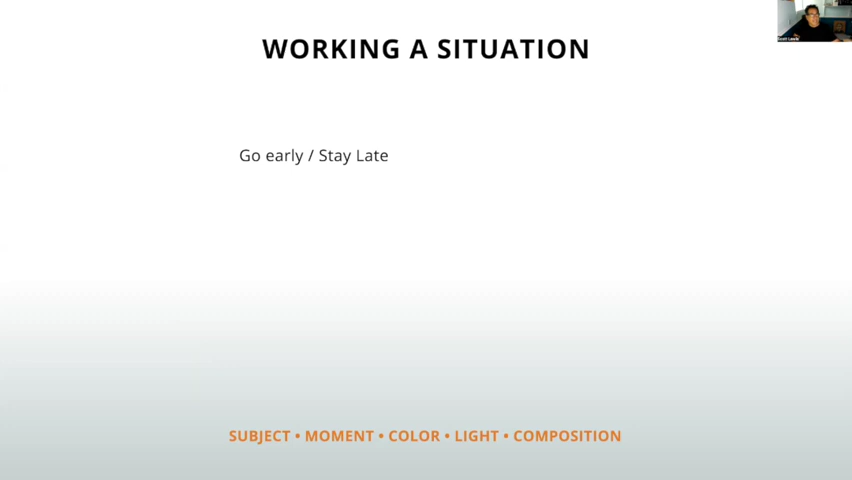 WORKING A SITUATION
Go early / Stay Late
SUBJECT • MOMENT • COLOR • LIGHT • COMPOSITION